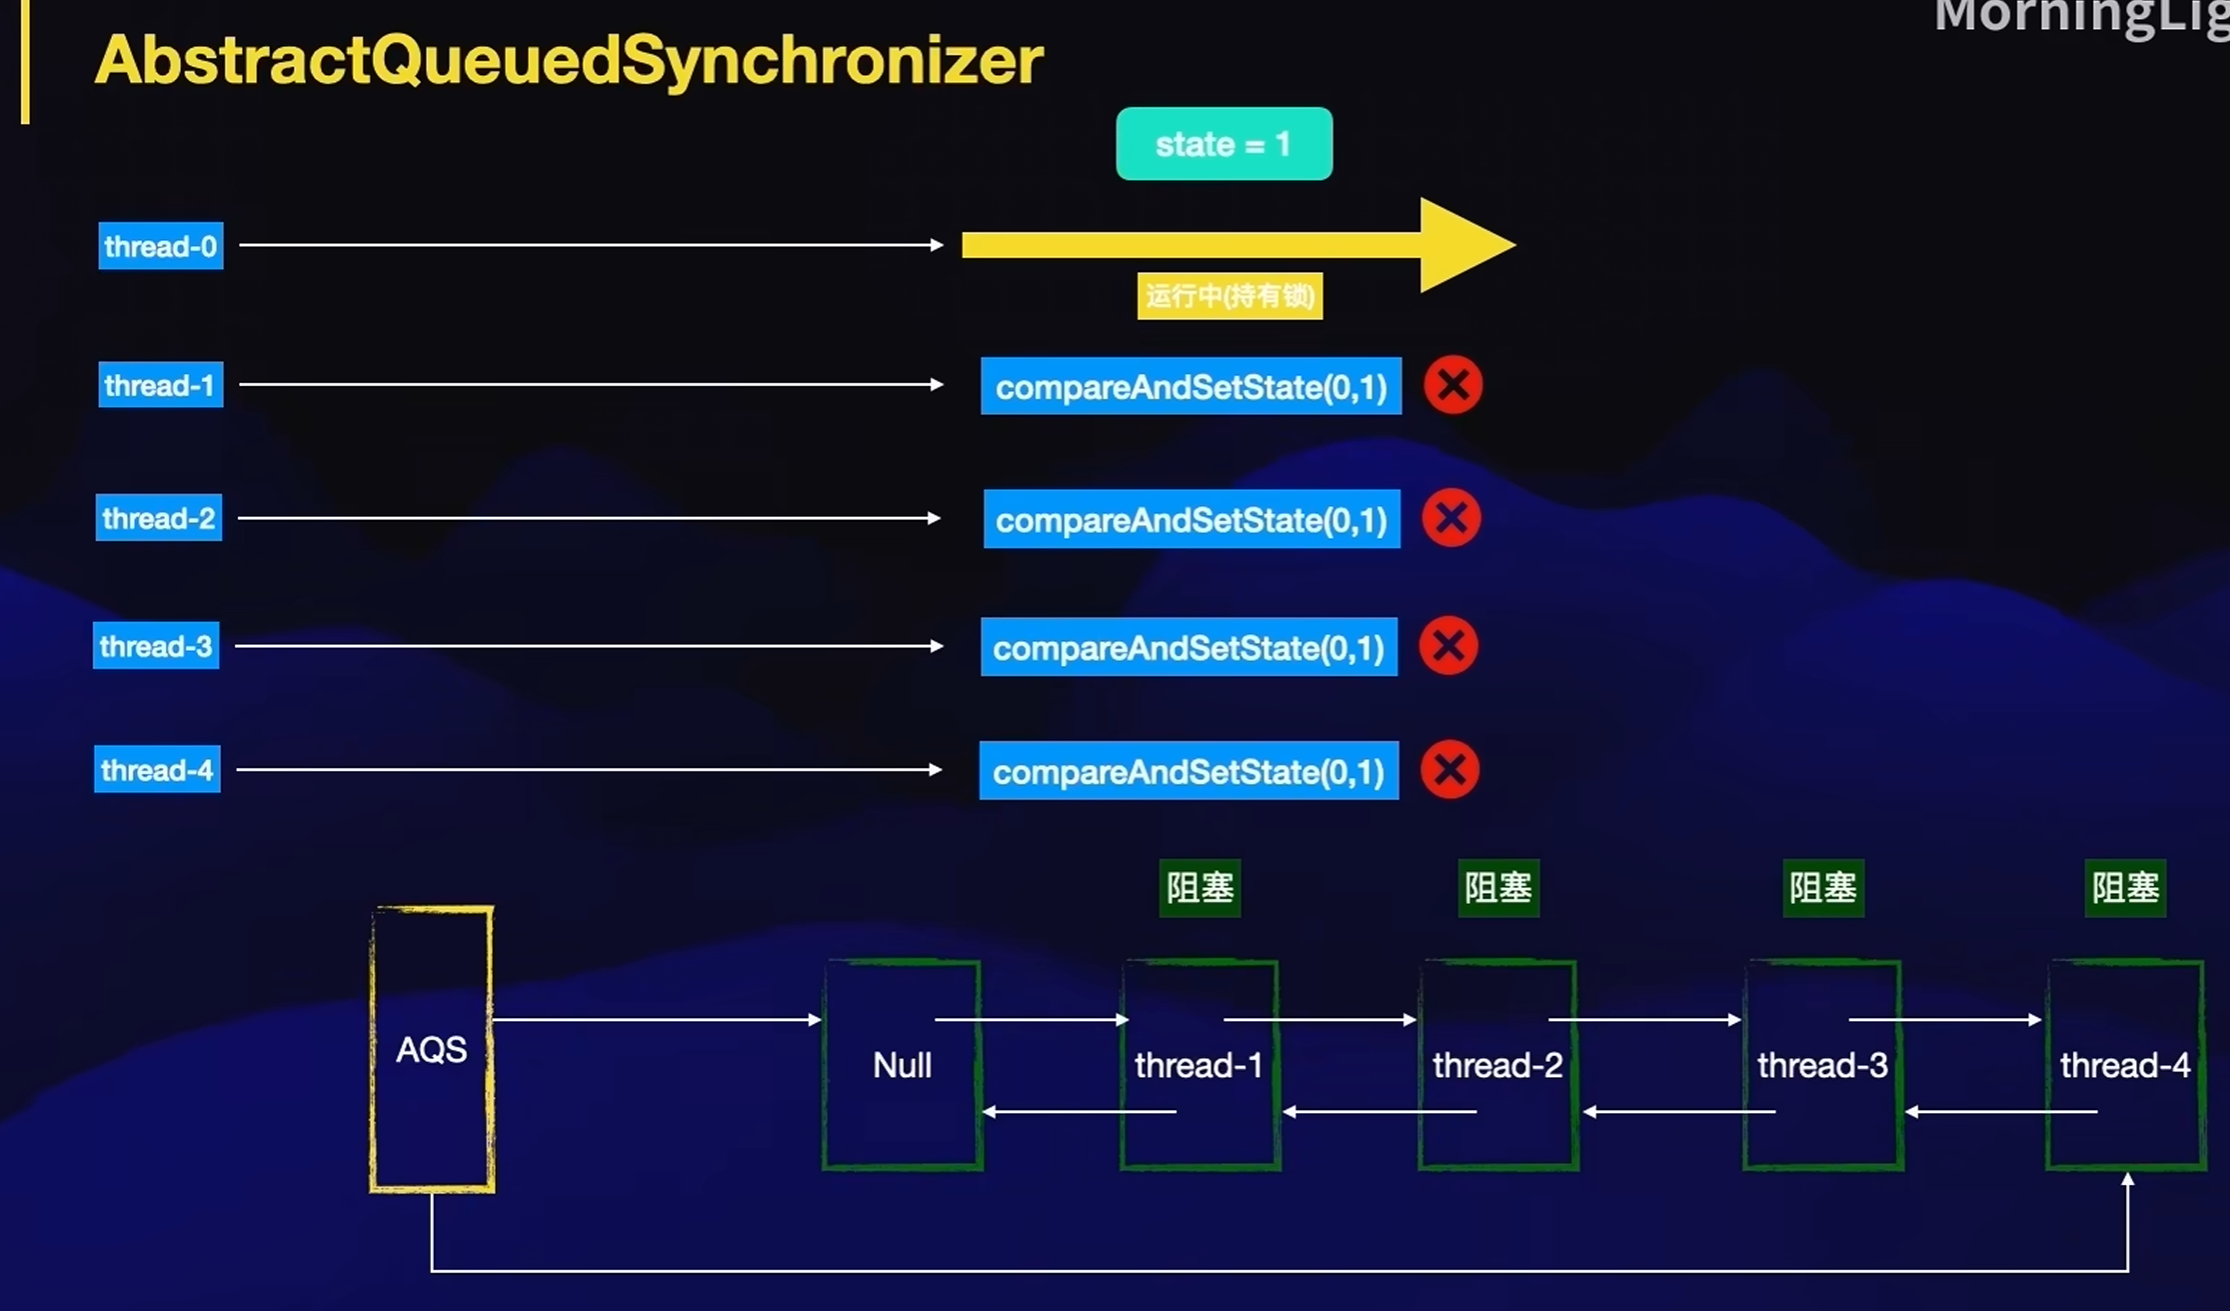 MorningLig
AbstractQueuedSynchronizer
state = 1
thread-0
运行中(持有锁)
thread-1
compareAndSetState(0,1)
thread-2
compareAndSetState(0,1)
thread-3
compareAndSetState(0,1)
thread-4
compareAndSetState(0,1)
阻塞
阻塞
阻塞
阻塞
AQS
Null
thread-1
thread-2
thread-3
thread-4